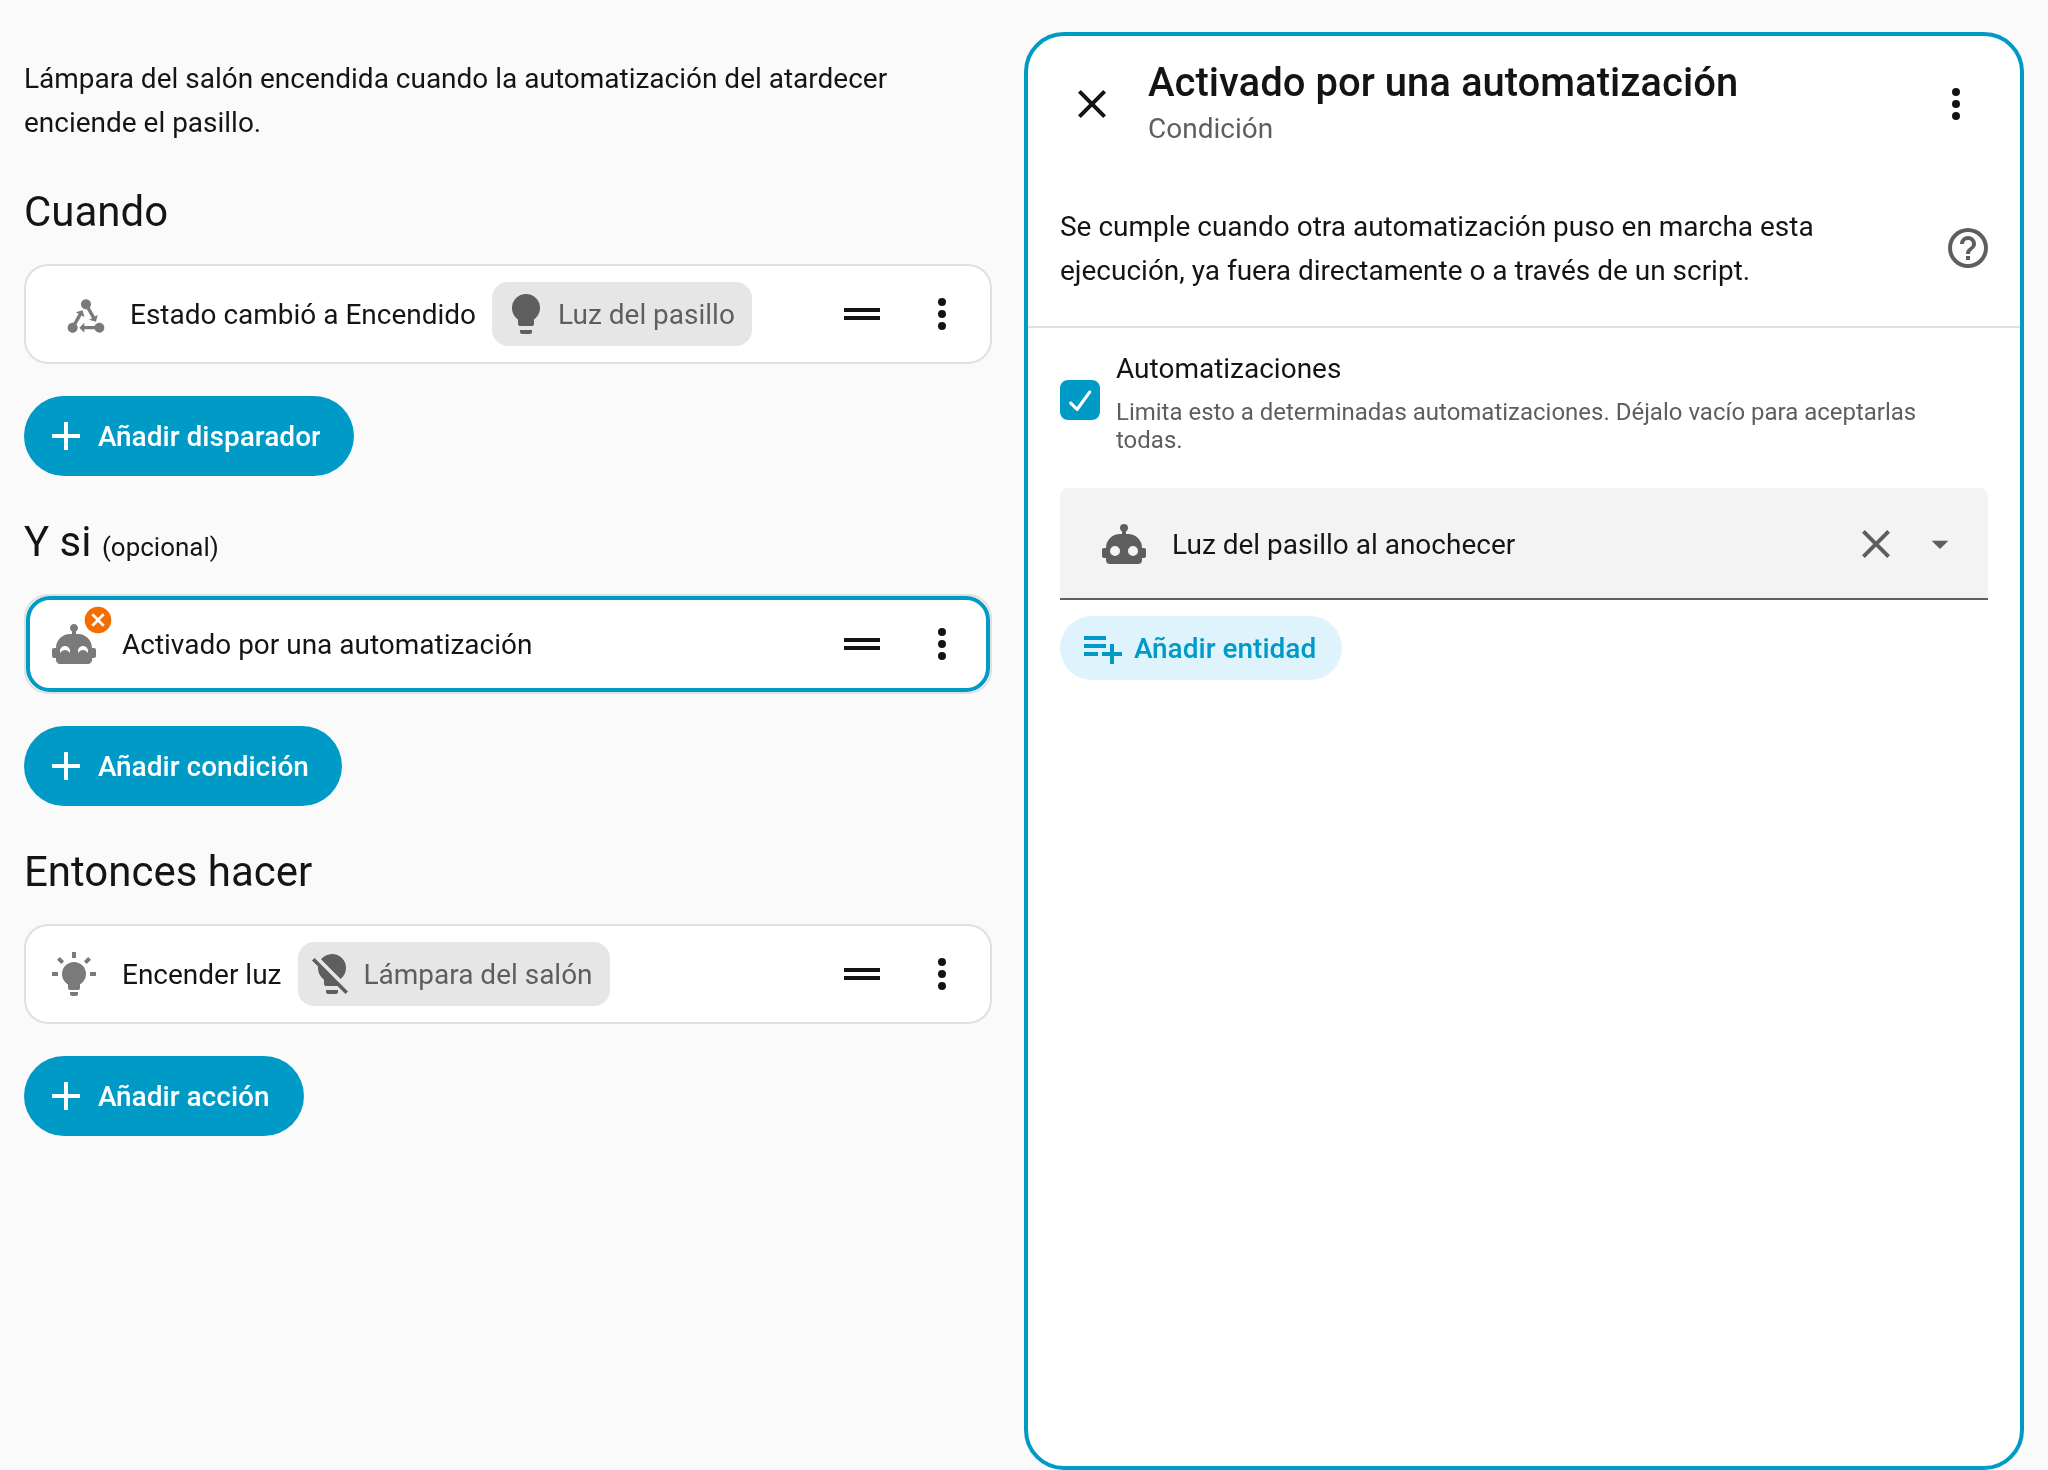 Lámpara del salón encendida cuando la automatización del atardecer
enciende el pasillo.
Cuando
Estado cambió a Encendido Luz del pasillo
Añadir disparador
Y si (opcional)
Activado por una automatización
Añadir condición
Entonces hacer
Encender luz Lámpara del salón
Añadir acción
Activado por una automatización
Condición
Se cumple cuando otra automatización puso en marcha esta
ejecución, ya fuera directamente o a través de un script.
Automatizaciones
Limita esto a determinadas automatizaciones. Déjalo vacío para aceptarlas
todas.
Luz del pasillo al anochecer
Añadir entidad